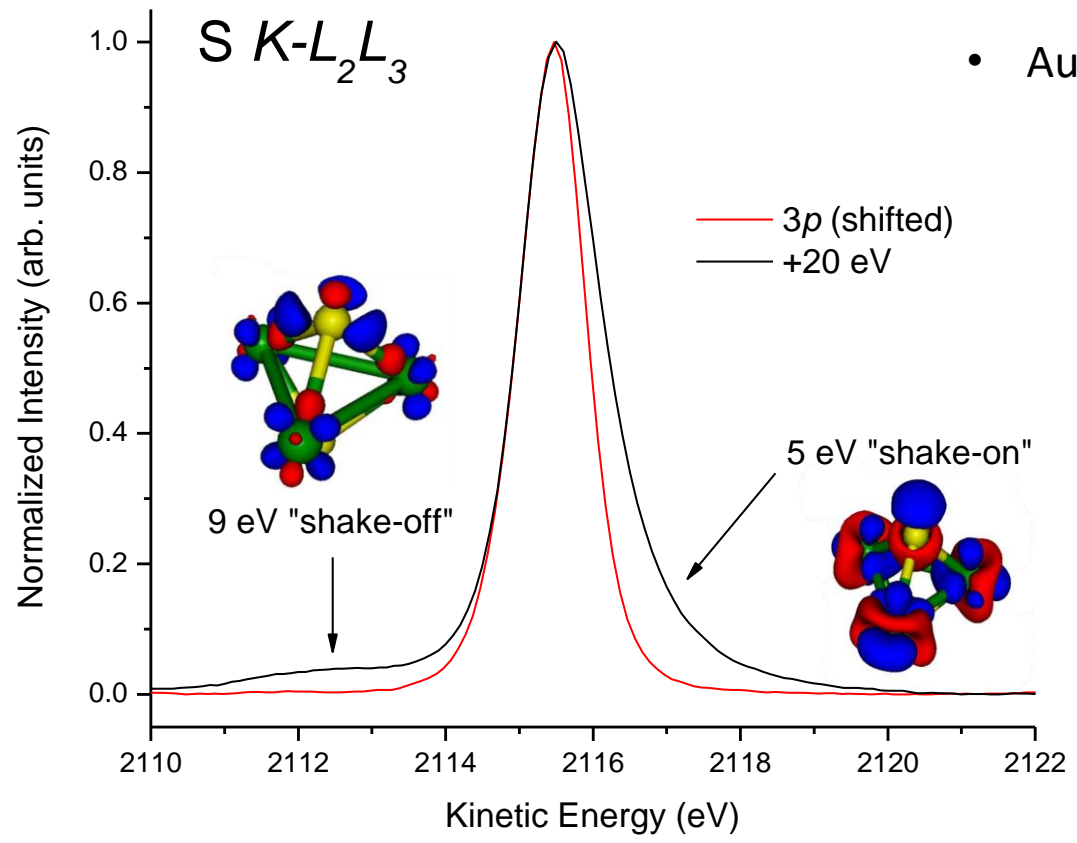 S K-L2L3
• Au
3p (shifted)
+20 eV
5 eV "shake-on"
9 eV "shake-off"
Normalized Intensity (arb. units)
1.0
0.8
0.6
0.4
0.2
0.0
2110 2112 2114 2116 2118 2120 2122
Kinetic Energy (eV)